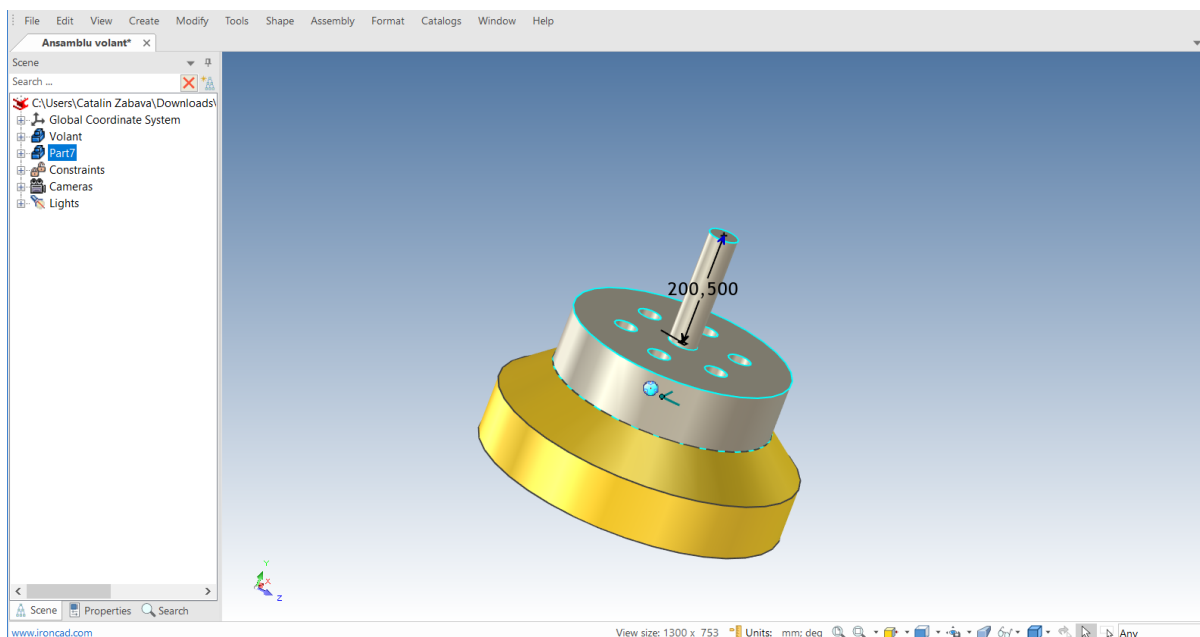 File Edit View Create Modify Tools Shape Assembly Format Catalogs Window Help
Ansamblu volant*
Scene
Search ...
C:\Users\Catalin Zabava\Downloads\
Global Coordinate System
Volant
Part7
Constraints
Cameras
Lights
200,500
Y
X
Z
Scene Properties Search
www.ironcad.com View size: 1300 x 753 Units: mm; deg Any